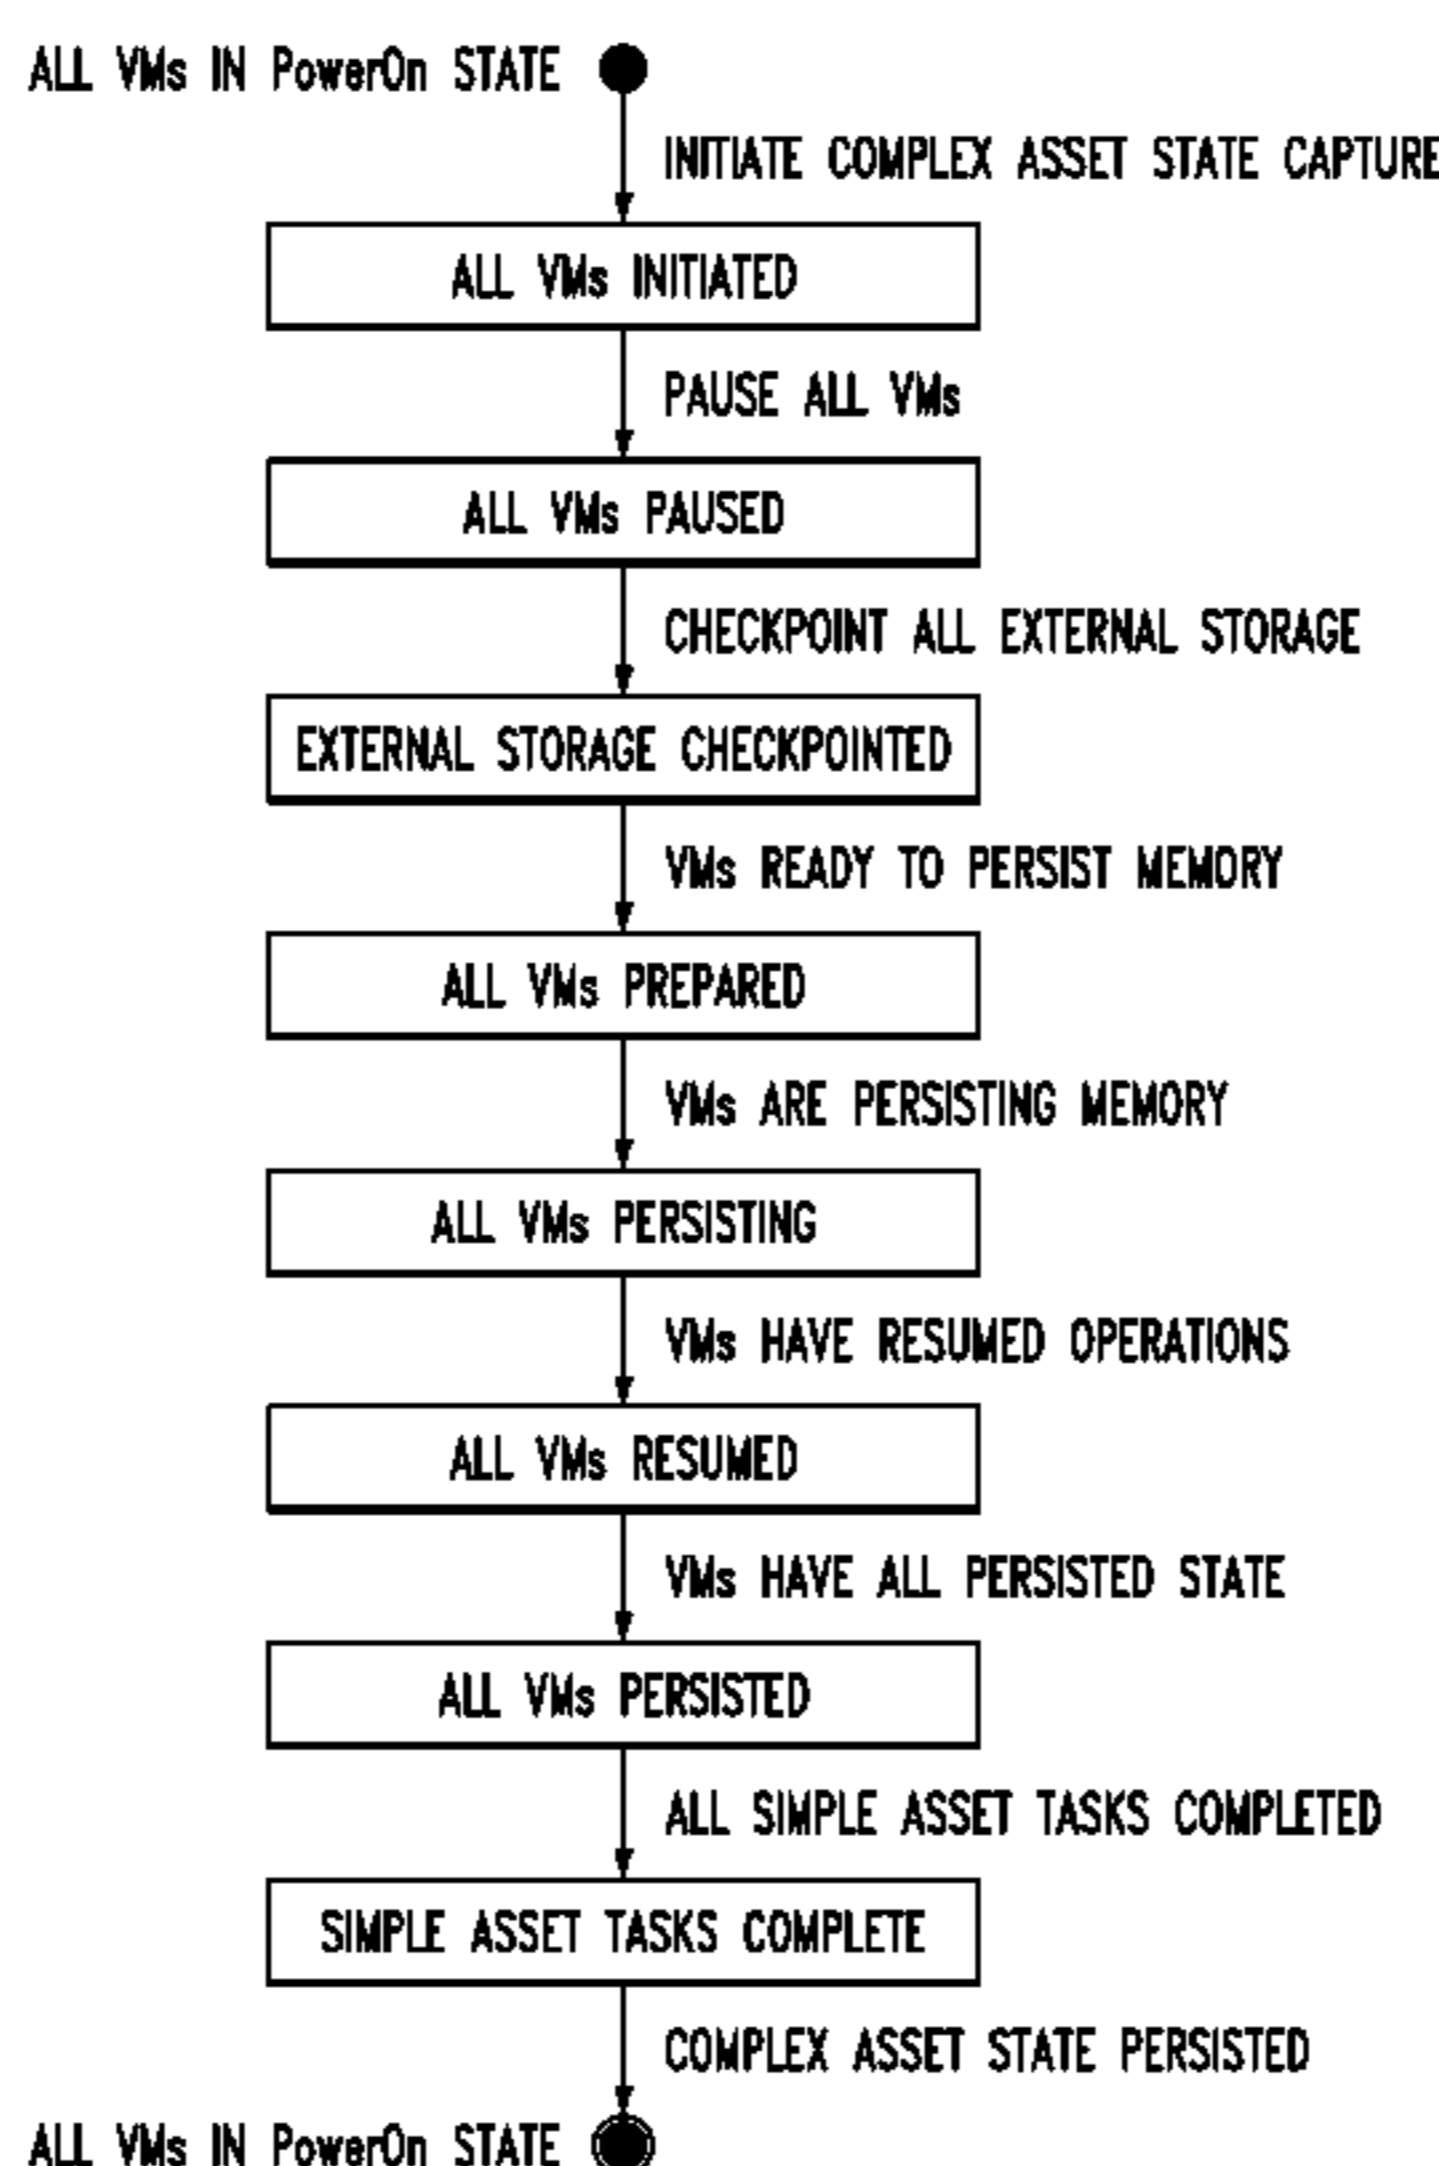 ALL VMs IN PowerOn STATE
INITIATE COMPLEX ASSET STATE CAPTURE
ALL VMs INITIATED
PAUSE ALL VMs
ALL VMs PAUSED
CHECKPOINT ALL EXTERNAL STORAGE
EXTERNAL STORAGE CHECKPOINTED
VMs READY TO PERSIST MEMORY
ALL VMs PREPARED
VMs ARE PERSISTING MEMORY
ALL VMs PERSISTING
VMs HAVE RESUMED OPERATIONS
ALL VMs RESUMED
VMs HAVE ALL PERSISTED STATE
ALL VMs PERSISTED
ALL SIMPLE ASSET TASKS COMPLETED
SIMPLE ASSET TASKS COMPLETE
COMPLEX ASSET STATE PERSISTED
ALL VMs IN PowerOn STATE